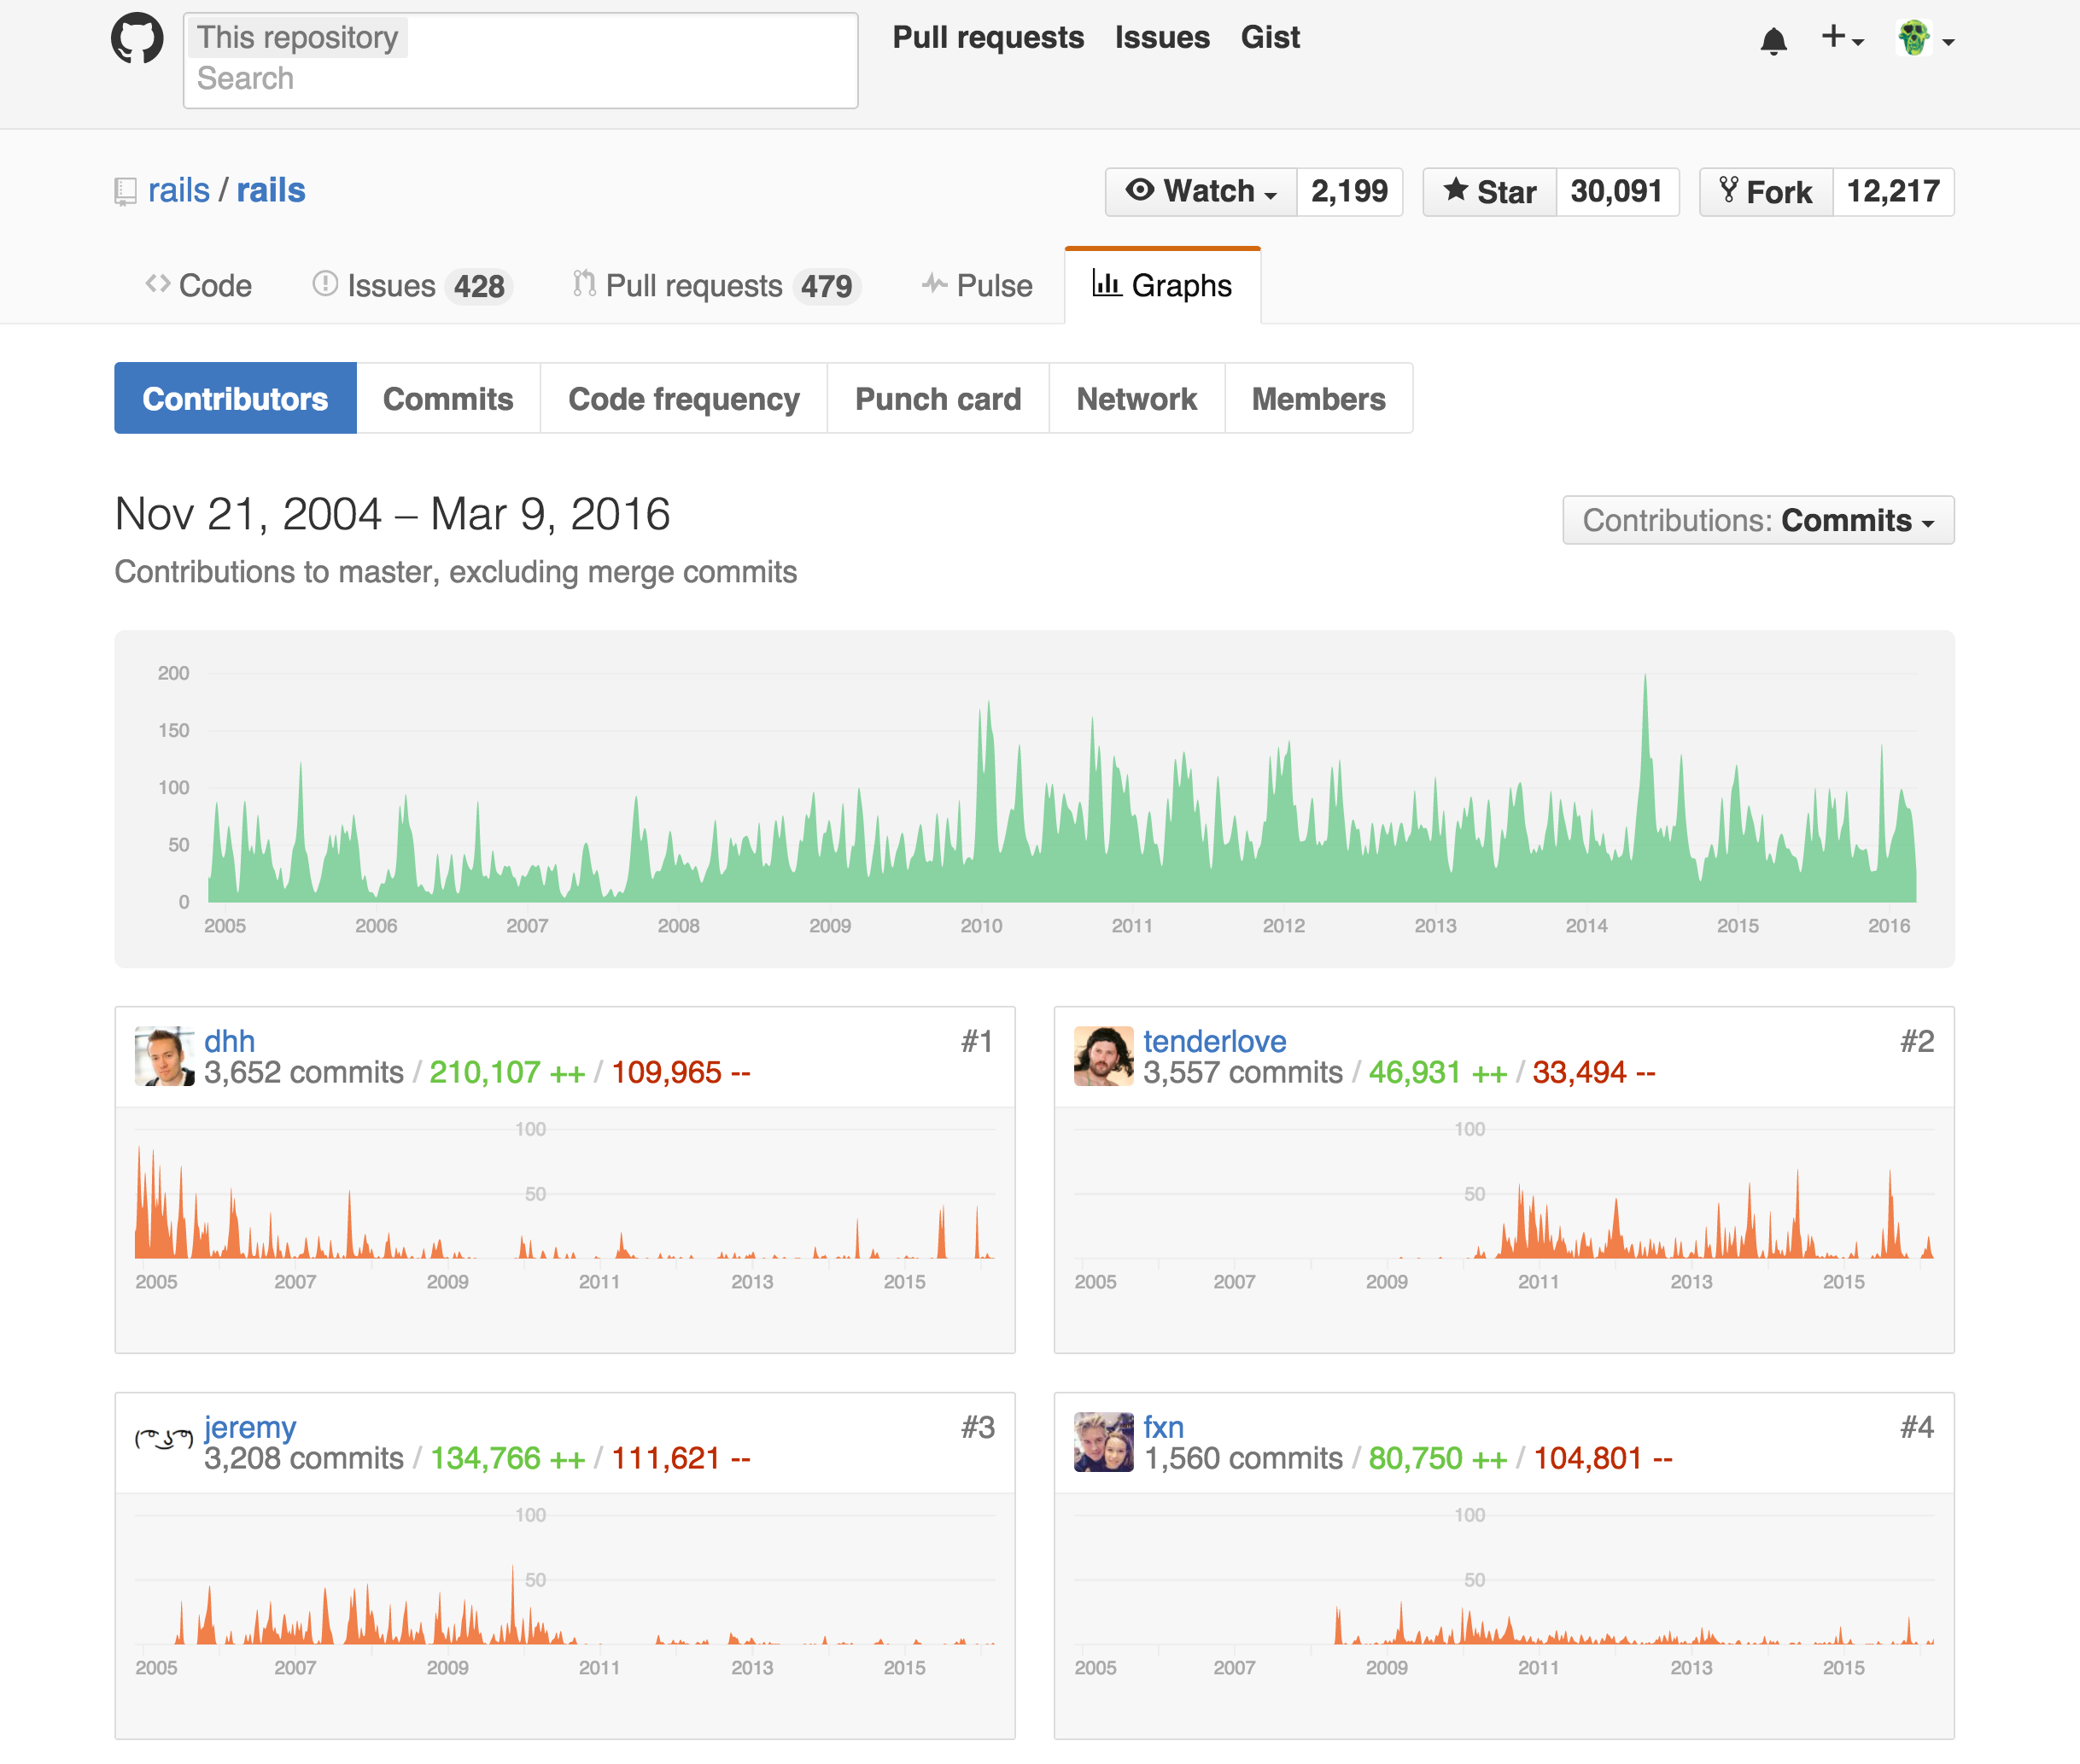 This repository
Search
Pull requests Issues Gist
rails / rails
Watch 2,199 Star 30,091 Fork 12,217
Code Issues 428 Pull requests 479 Pulse Graphs
Contributors Commits Code frequency Punch card Network Members
Nov 21, 2004 – Mar 9, 2016
Contributions: Commits
Contributions to master, excluding merge commits
200
150
100
50
0
2005 2006 2007 2008 2009 2010 2011 2012 2013 2014 2015 2016
dhh #1
3,652 commits / 210,107 ++ / 109,965 --
100
50
2005 2007 2009 2011 2013 2015
tenderlove #2
3,557 commits / 46,931 ++ / 33,494 --
100
50
2005 2007 2009 2011 2013 2015
jeremy #3
3,208 commits / 134,766 ++ / 111,621 --
100
50
2005 2007 2009 2011 2013 2015
fxn #4
1,560 commits / 80,750 ++ / 104,801 --
100
50
2005 2007 2009 2011 2013 2015